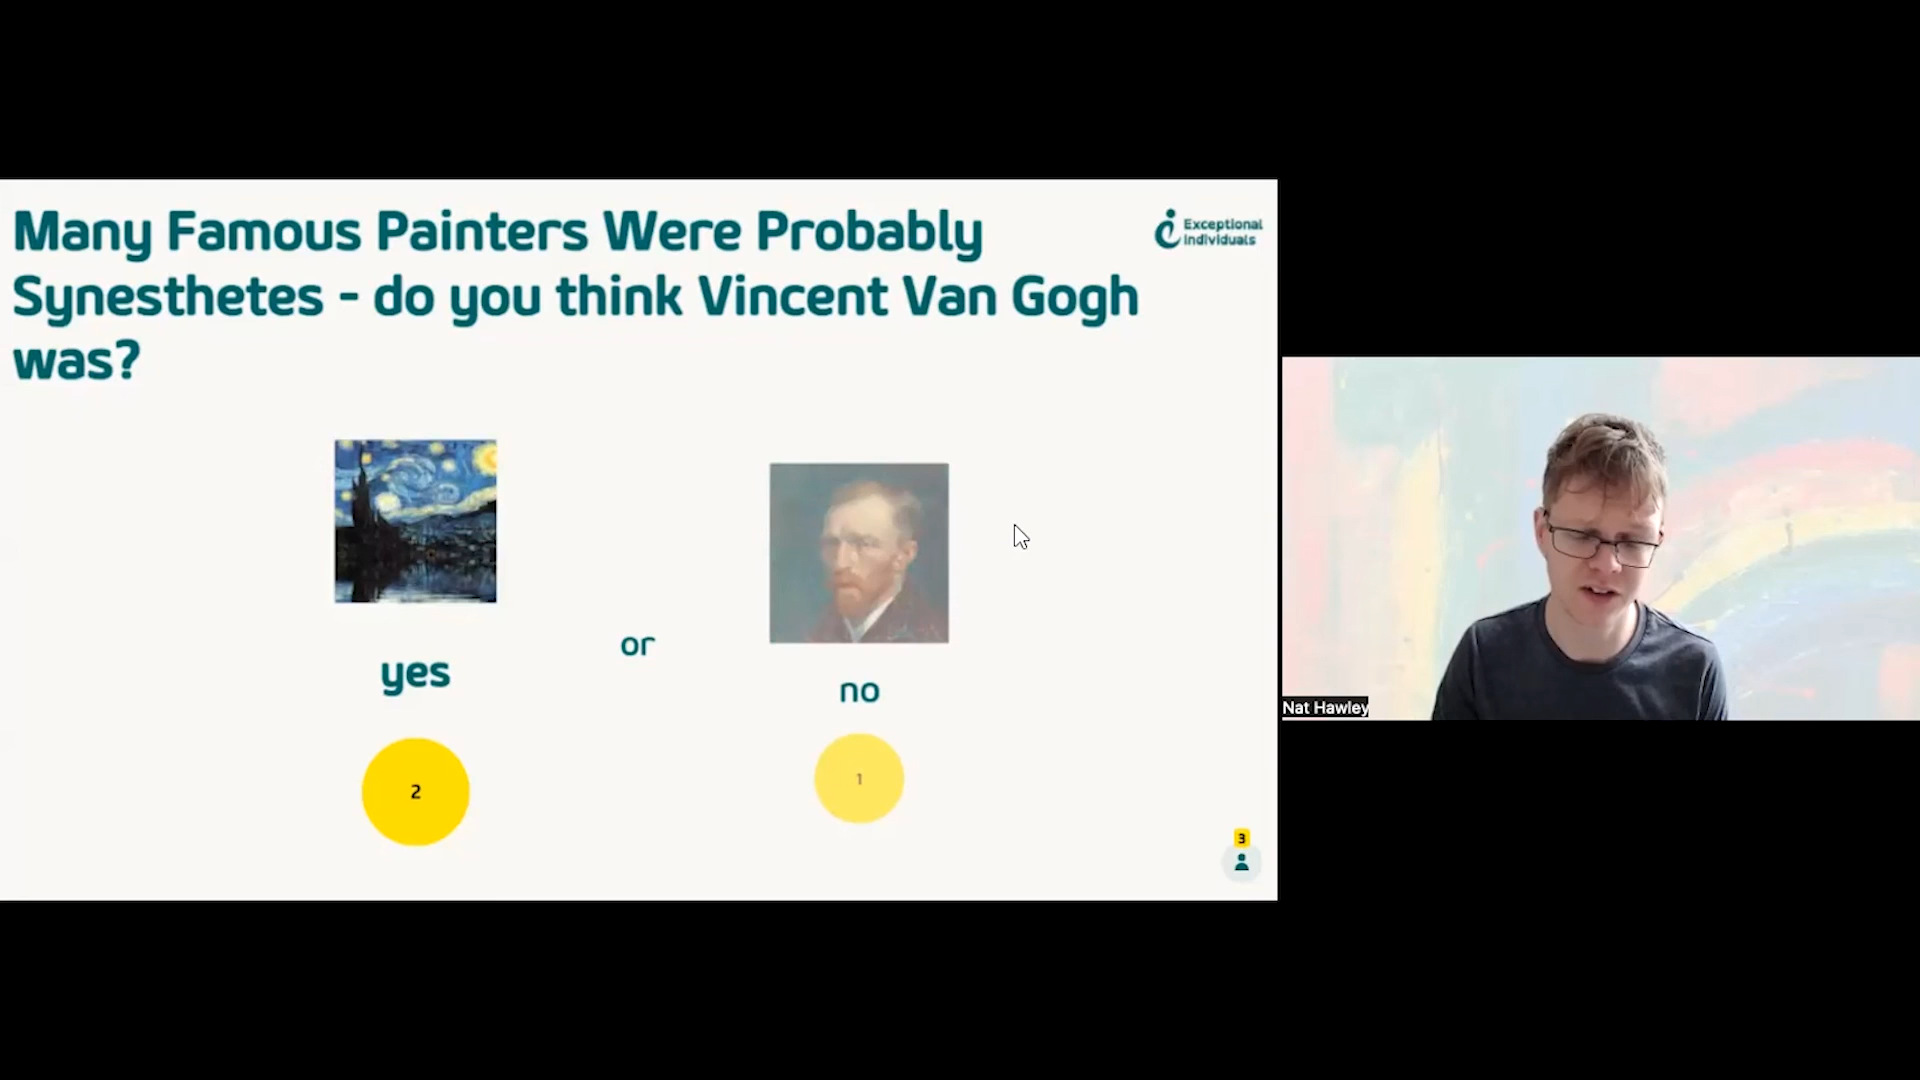 Many Famous Painters Were Probably
Synesthetes - do you think Vincent Van Gogh
was?
Exceptional
Individuals
yes
or
no
2
1
3
Nat Hawley